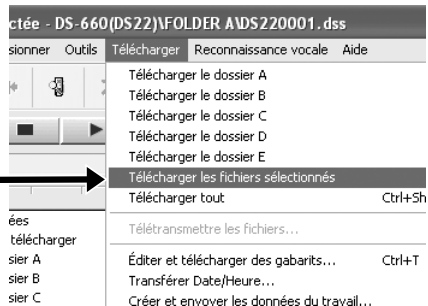 ctée - DS-660(DS22)\FOLDER A\DS220001.dss
sionner Outils Télécharger Reconnaissance vocale Aide
Télécharger le dossier A
Télécharger le dossier B
Télécharger le dossier C
Télécharger le dossier D
Télécharger le dossier E
Télécharger les fichiers sélectionnés
Télécharger tout Ctrl+Sh
Télétransmettre les fichiers...
Éditer et télécharger des gabarits... Ctrl+T
Transférer Date/Heure...
Créer et envoyer les données du travail...
ées
télécharger
sier A
sier B
sier C